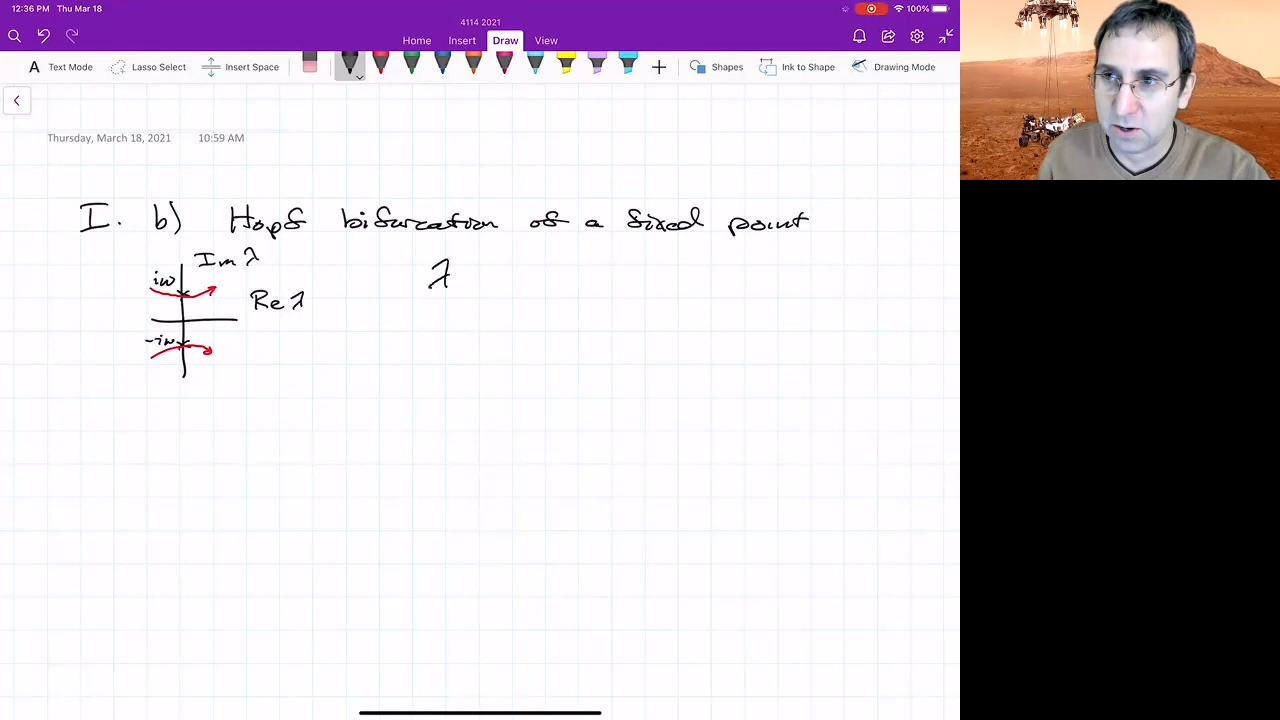 12:36 PM Thu Mar 18
100%
4114 2021
Home Insert Draw View
A Text Mode Lasso Select Insert Space Shapes Ink to Shape Drawing Mode
Thursday, March 18, 2021 10:59 AM
I. b) Hopf bifurcation of a fixed point
Im λ
iω
λ
Re λ
-iω